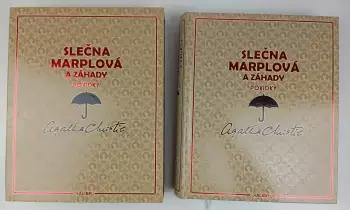 SLEČNA
MARPLOVÁ
A ZÁHADY
POVÍDKY
Agatha Christie
SLEČNA
MARPLOVÁ
A ZÁHADY
POVÍDKY
Agatha Christie